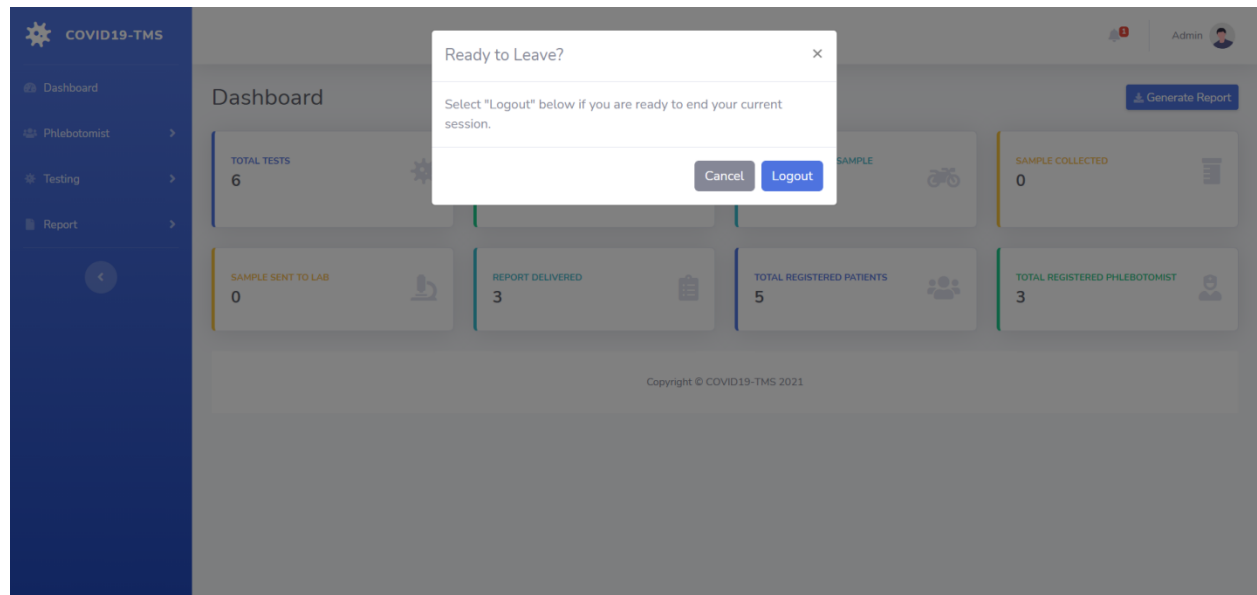 COVID19-TMS
1
Admin
Ready to Leave?
×
Select "Logout" below if you are ready to end your current
session.
Cancel
Logout
Dashboard
Phlebotomist
Testing
Report
Dashboard
Generate Report
TOTAL TESTS
6
SAMPLE
SAMPLE COLLECTED
0
SAMPLE SENT TO LAB
0
REPORT DELIVERED
3
TOTAL REGISTERED PATIENTS
5
TOTAL REGISTERED PHLEBOTOMIST
3
Copyright © COVID19-TMS 2021